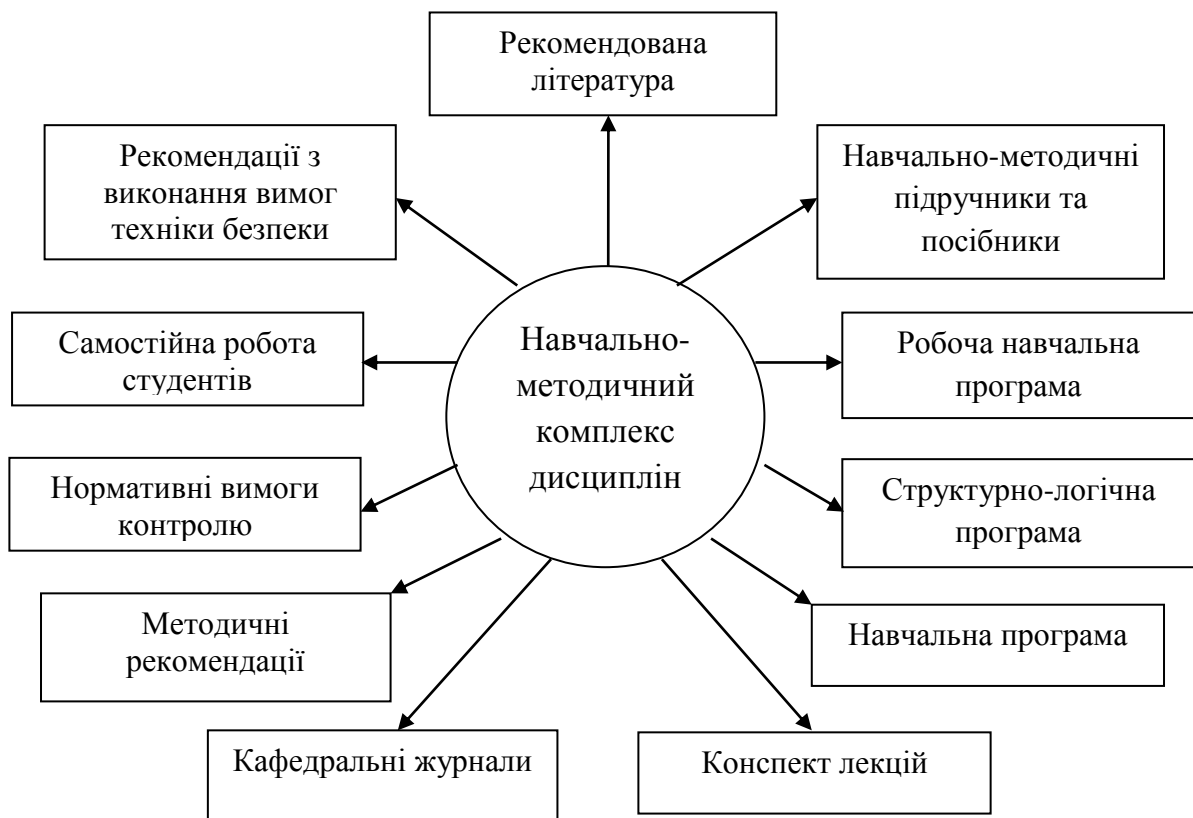 Рекомендована
література
Рекомендації з
виконання вимог
техніки безпеки
Навчально-методичні
підручники та
посібники
Самостійна робота
студентів
Навчально-
методичний
комплекс
дисциплін
Робоча навчальна
програма
Нормативні вимоги
контролю
Структурно-логічна
програма
Методичні
рекомендації
Навчальна програма
Кафедральні журнали
Конспект лекцій